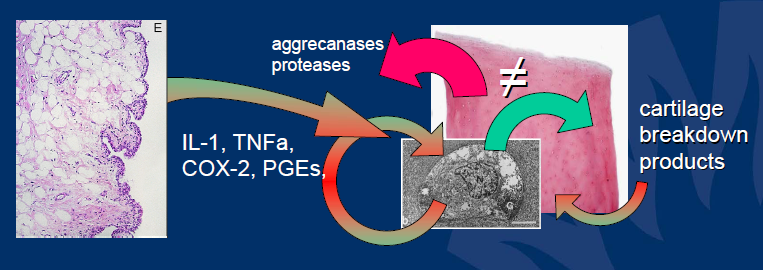 E
aggrecanases
proteases
≠
IL-1, TNFa,
COX-2, PGEs,
cartilage
breakdown
products